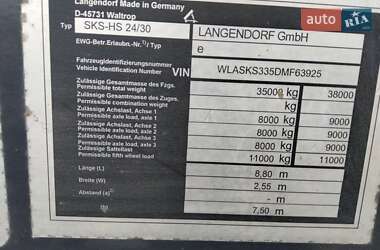 Langendorf Made in Germany
D-45731 Waltrop
Typ SKS-HS 24/30
LANGENDORF GmbH
EWG-Betr.Erlaubn.-Nr. /Typ e
Fahrzeugidentifizierungsnummer
Vehicle Identification Number VIN WLASKS335DMF63925
Zulässige Gesamtmasse des Fzgs.
Permissible total weight 35000 kg 38000
Zulässige Gesamtmasse des Zuges.
Permissible combination weight kg
Zulässige Achslast, Achse 1
Permissible axle load, axle 1 8000 kg 9000
Zulässige Achslast, Achse 2
Permissible axle load, axle 2 8000 kg 9000
Zulässige Achslast, Achse 3
Permissible axle load, axle 3 8000 kg 9000
Zulässige Sattellast
Permissible fifth wheel load 11000 kg 11000
Länge (L) 8,80 m
Breite (W) 2,55 m
Abstand (a) - m
7,50 m
AUTO RIA
.com